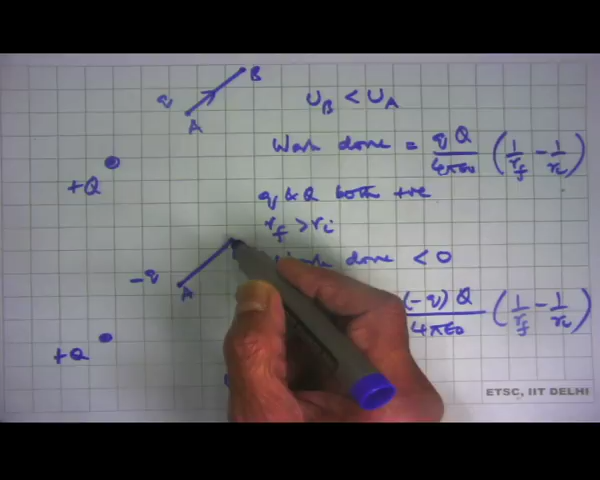 B
q
A
U_B < U_A
Work done = qQ/4πε₀ (1/r_f − 1/r_i)
+Q
q & Q both +ve
r_f > r_i
Work done < 0
−q
A
(−q)Q/4πε₀ (1/r_f − 1/r_i)
+Q
ETSC, IIT DELHI